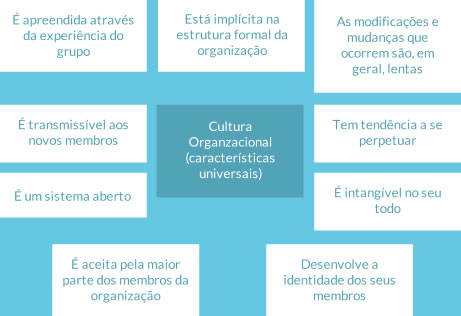 É apreendida através
da experiência do
grupo
Está implícita na
estrutura formal da
organização
As modificações e
mudanças que
ocorrem são, em
geral, lentas
É transmissível aos
novos membros
Cultura
Organzacional
(características
universais)
Tem tendência a se
perpetuar
É um sistema aberto
É intangível no seu
todo
É aceita pela maior
parte dos membros da
organização
Desenvolve a
identidade dos seus
membros